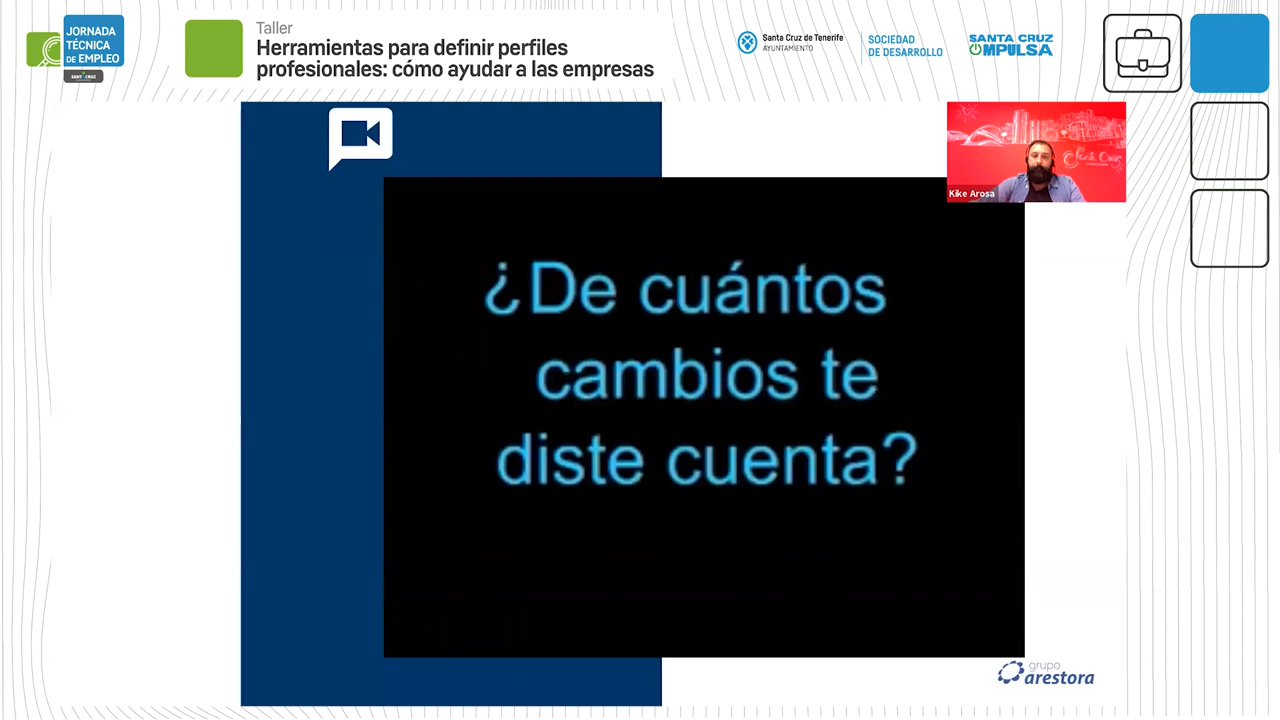 JORNADA
TÉCNICA
DE EMPLEO
Taller
Herramientas para definir perfiles
profesionales: cómo ayudar a las empresas
Santa Cruz de Tenerife
AYUNTAMIENTO
SOCIEDAD
DE DESARROLLO
SANTA CRUZ
OMPULSA
Kike Arosa
¿De cuántos
cambios te
diste cuenta?
grupo
arestora